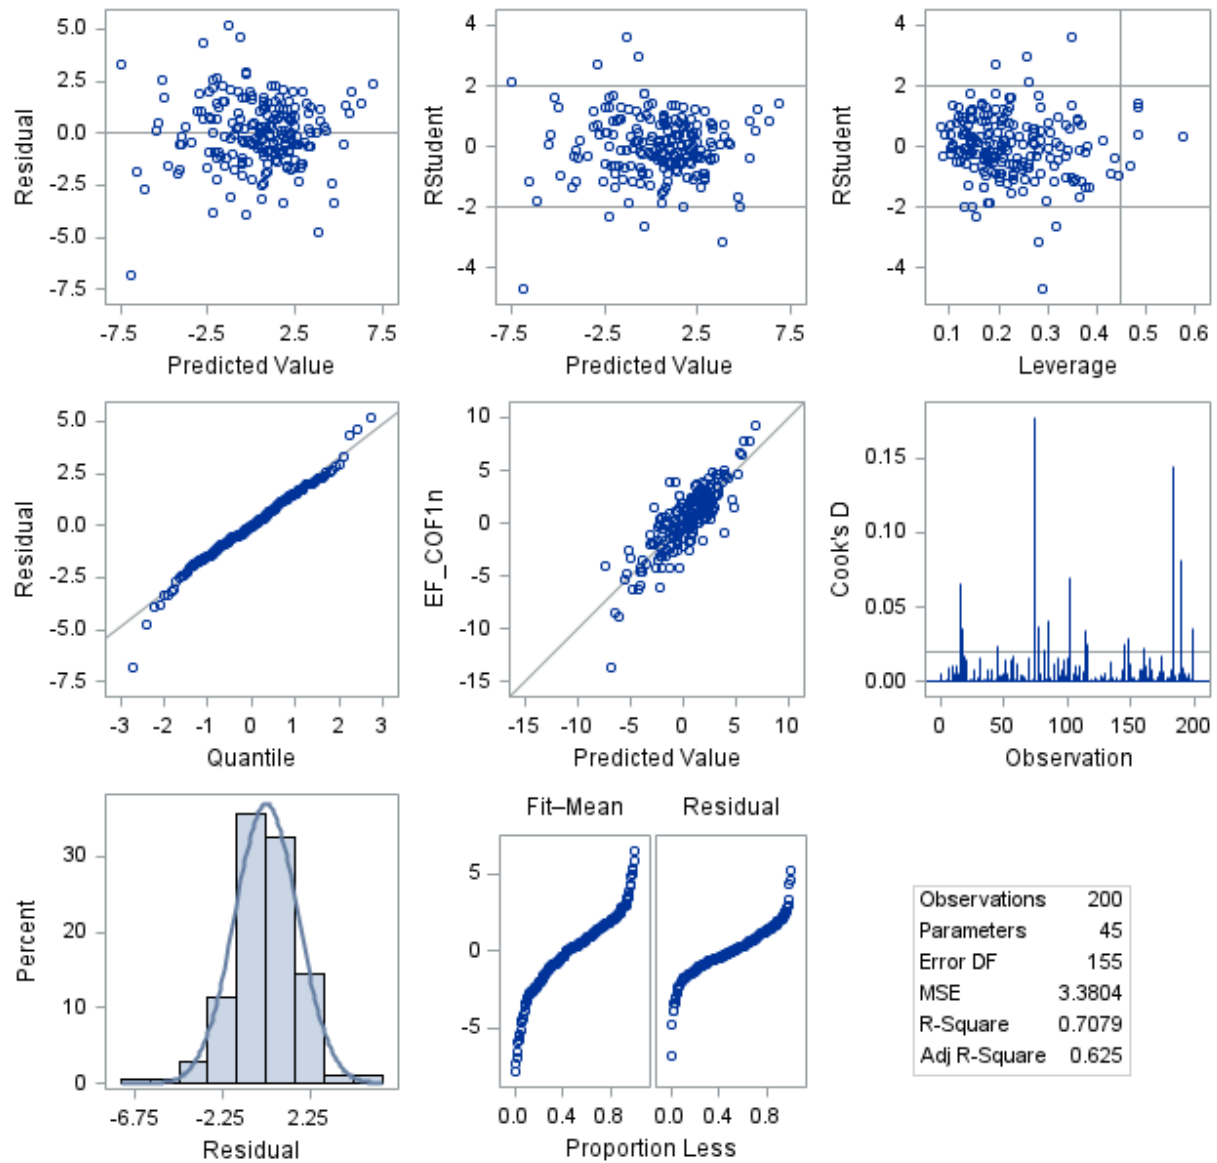 5.0
2.5
0.0
-2.5
-5.0
-7.5
Residual
-7.5 -2.5 2.5 7.5
Predicted Value
4
2
0
-2
-4
RStudent
-7.5 -2.5 2.5 7.5
Predicted Value
4
2
0
-2
-4
RStudent
0.1 0.2 0.3 0.4 0.5 0.6
Leverage
5.0
2.5
0.0
-2.5
-5.0
-7.5
Residual
-3 -2 -1 0 1 2 3
Quantile
10
5
0
-5
-10
-15
EF_COF1n
-15 -10 -5 0 5 10
Predicted Value
0.15
0.10
0.05
0.00
Cook's D
0 50 100 150 200
Observation
30
20
10
0
Percent
-6.75 -2.25 2.25
Residual
Fit–Mean Residual
5
0
-5
0.0 0.4 0.8 0.0 0.4 0.8
Proportion Less
Observations 200
Parameters 45
Error DF 155
MSE 3.3804
R-Square 0.7079
Adj R-Square 0.625